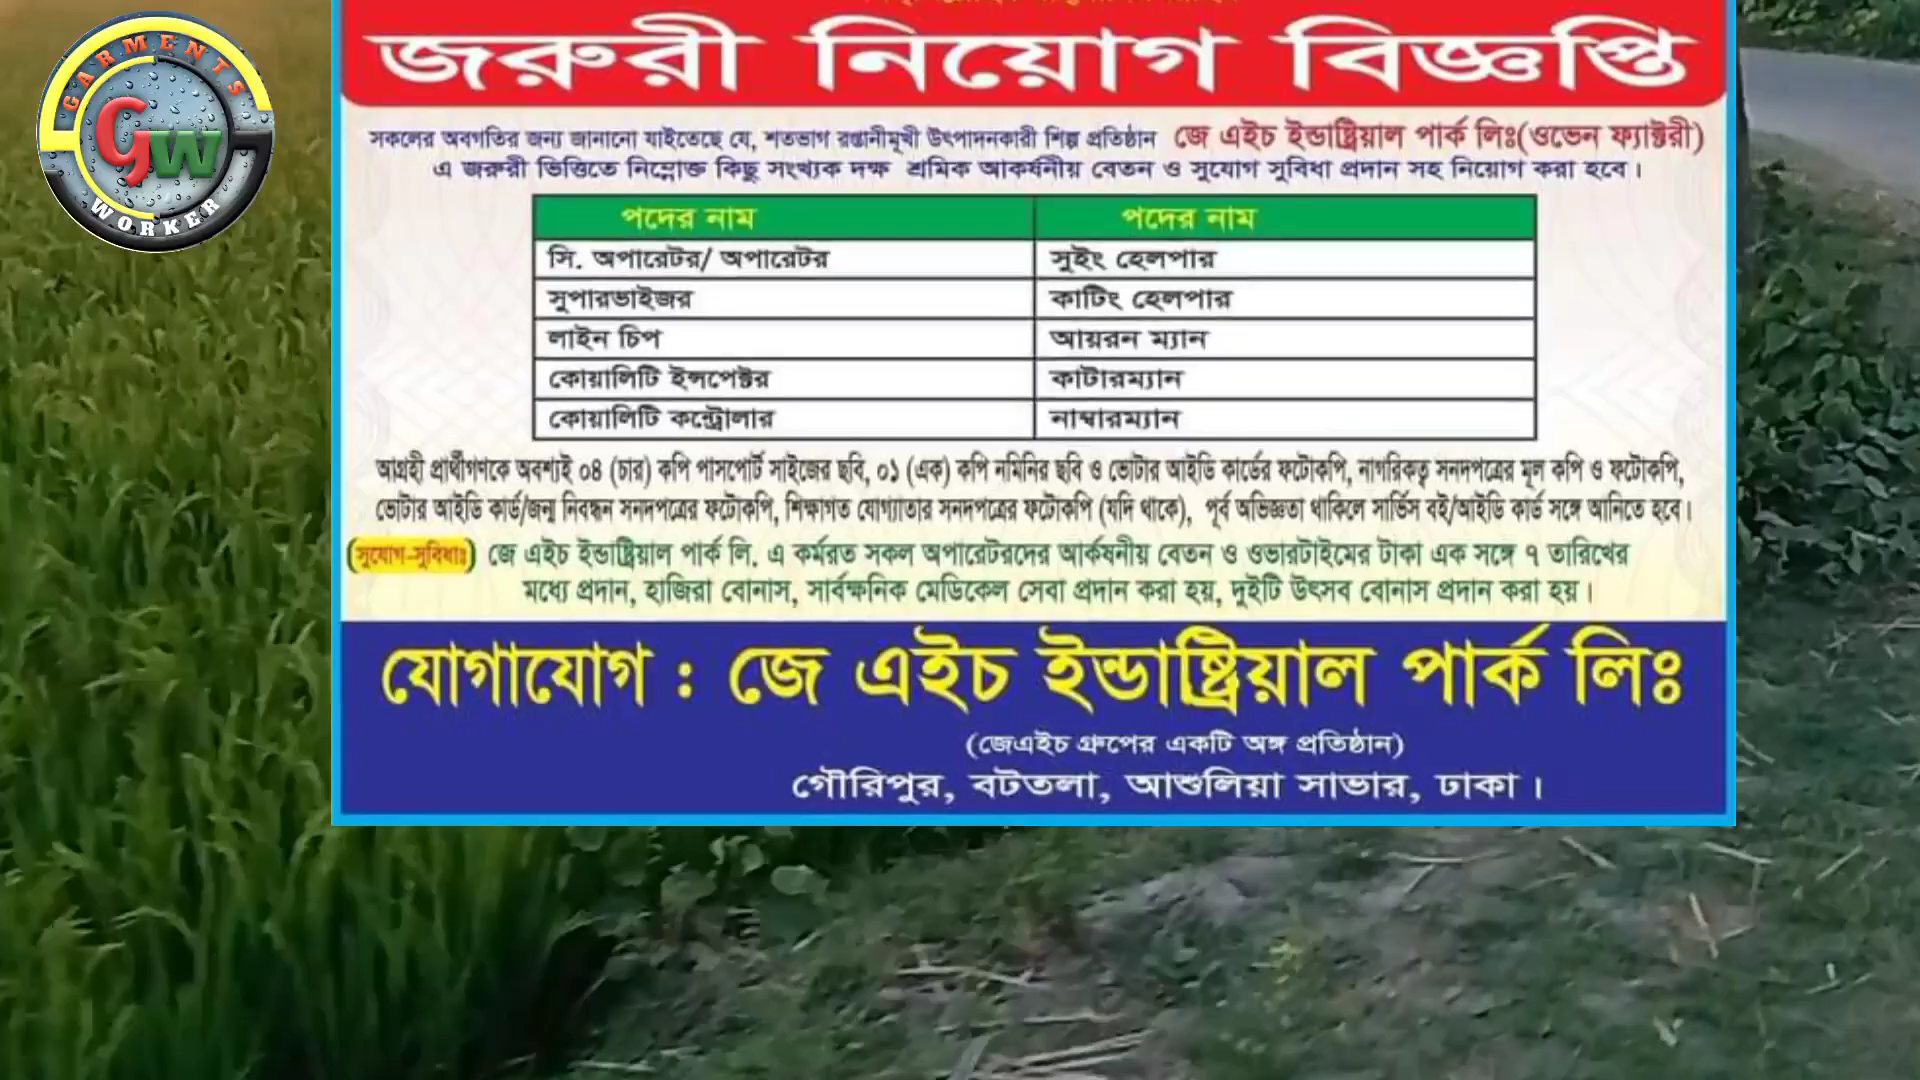 GARMENTS
GW
WORKER
জরুরী নিয়োগ বিজ্ঞপ্তি
সকলের অবগতির জন্য জানানো যাইতেছে যে, শতভাগ রপ্তানীমূখী উৎপাদনকারী শিল্প প্রতিষ্ঠান জে এইচ ইন্ডাষ্ট্রিয়াল পার্ক লিঃ(ওভেন ফ্যাক্টরী)
এ জরুরী ভিত্তিতে নিম্নোক্ত কিছু সংখ্যক দক্ষ শ্রমিক আকর্ষনীয় বেতন ও সুযোগ সুবিধা প্রদান সহ নিয়োগ করা হবে।
পদের নাম পদের নাম
সি. অপারেটর/ অপারেটর সুইং হেলপার
সুপারভাইজর কাটিং হেলপার
লাইন চিপ আয়রন ম্যান
কোয়ালিটি ইন্সপেক্টর কাটারম্যান
কোয়ালিটি কন্ট্রোলার নাম্বারম্যান
আগ্রহী প্রার্থীগণকে অবশ্যই ০৪ (চার) কপি পাসপোর্ট সাইজের ছবি, ০১ (এক) কপি নমিনির ছবি ও ভোটার আইডি কার্ডের ফটোকপি, নাগরিকত্ব সনদপত্রের মূল কপি ও ফটোকপি,
ভোটার আইডি কার্ড/জন্ম নিবন্ধন সনদপত্রের ফটোকপি, শিক্ষাগত যোগ্যাতার সনদপত্রের ফটোকপি (যদি থাকে), পূর্ব অভিজ্ঞতা থাকিলে সার্ভিস বই/আইডি কার্ড সঙ্গে আনিতে হবে।
সুযোগ-সুবিধাঃ জে এইচ ইন্ডাষ্ট্রিয়াল পার্ক লি. এ কর্মরত সকল অপারেটরদের আর্কষনীয় বেতন ও ওভারটাইমের টাকা এক সঙ্গে ৭ তারিখের
মধ্যে প্রদান, হাজিরা বোনাস, সার্বক্ষনিক মেডিকেল সেবা প্রদান করা হয়, দুইটি উৎসব বোনাস প্রদান করা হয়।
যোগাযোগ : জে এইচ ইন্ডাষ্ট্রিয়াল পার্ক লিঃ
(জেএইচ গ্রুপের একটি অঙ্গ প্রতিষ্ঠান)
গৌরিপুর, বটতলা, আশুলিয়া সাভার, ঢাকা।